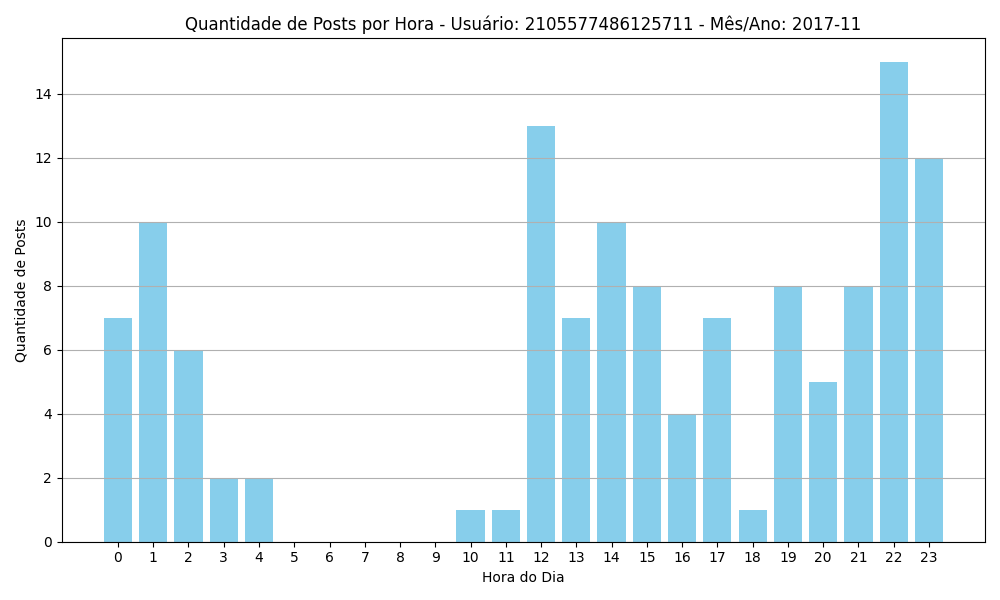 Quantidade de Posts por Hora - Usuário: 2105577486125711 - Mês/Ano: 2017-11
Quantidade de Posts
14
12
10
8
6
4
2
0
0 1 2 3 4 5 6 7 8 9 10 11 12 13 14 15 16 17 18 19 20 21 22 23
Hora do Dia